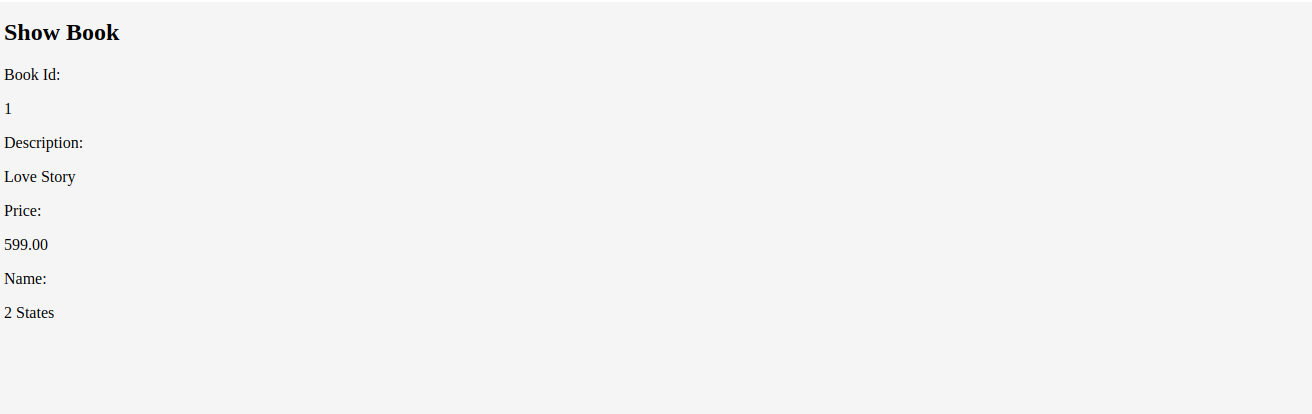 Show Book
Book Id:
1
Description:
Love Story
Price:
599.00
Name:
2 States